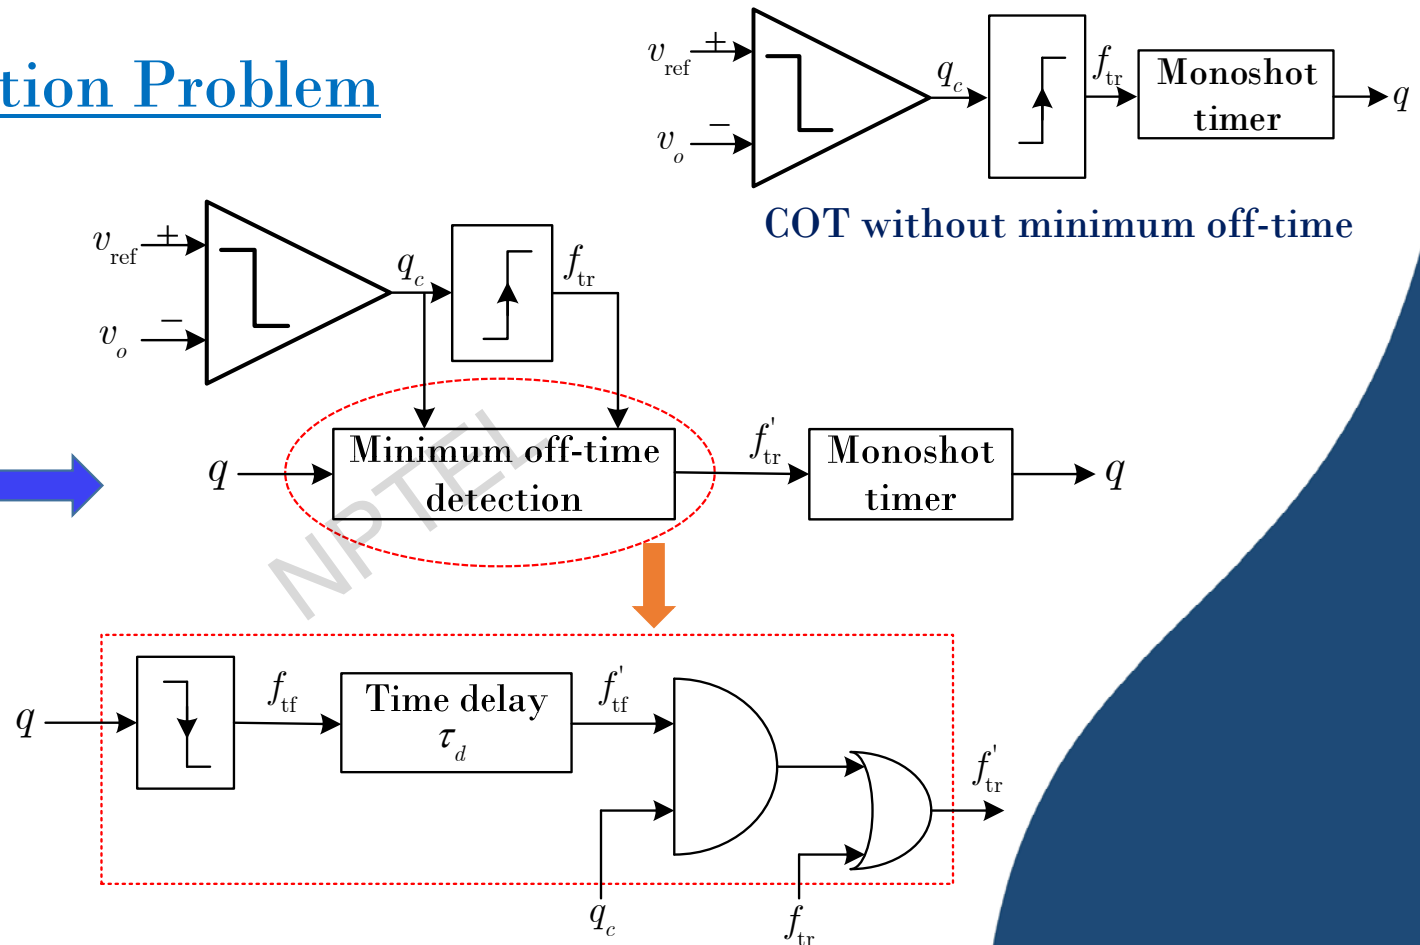 tion Problem
v_ref +
v_o −
q_c
f_tr
Monoshot
timer
q
COT without minimum off-time
v_ref +
v_o −
q_c
f_tr
q
Minimum off-time
detection
f'_tr
Monoshot
timer
q
NPTEL
q
f_tf
Time delay
τ_d
f'_tf
q_c
f_tr
f'_tr